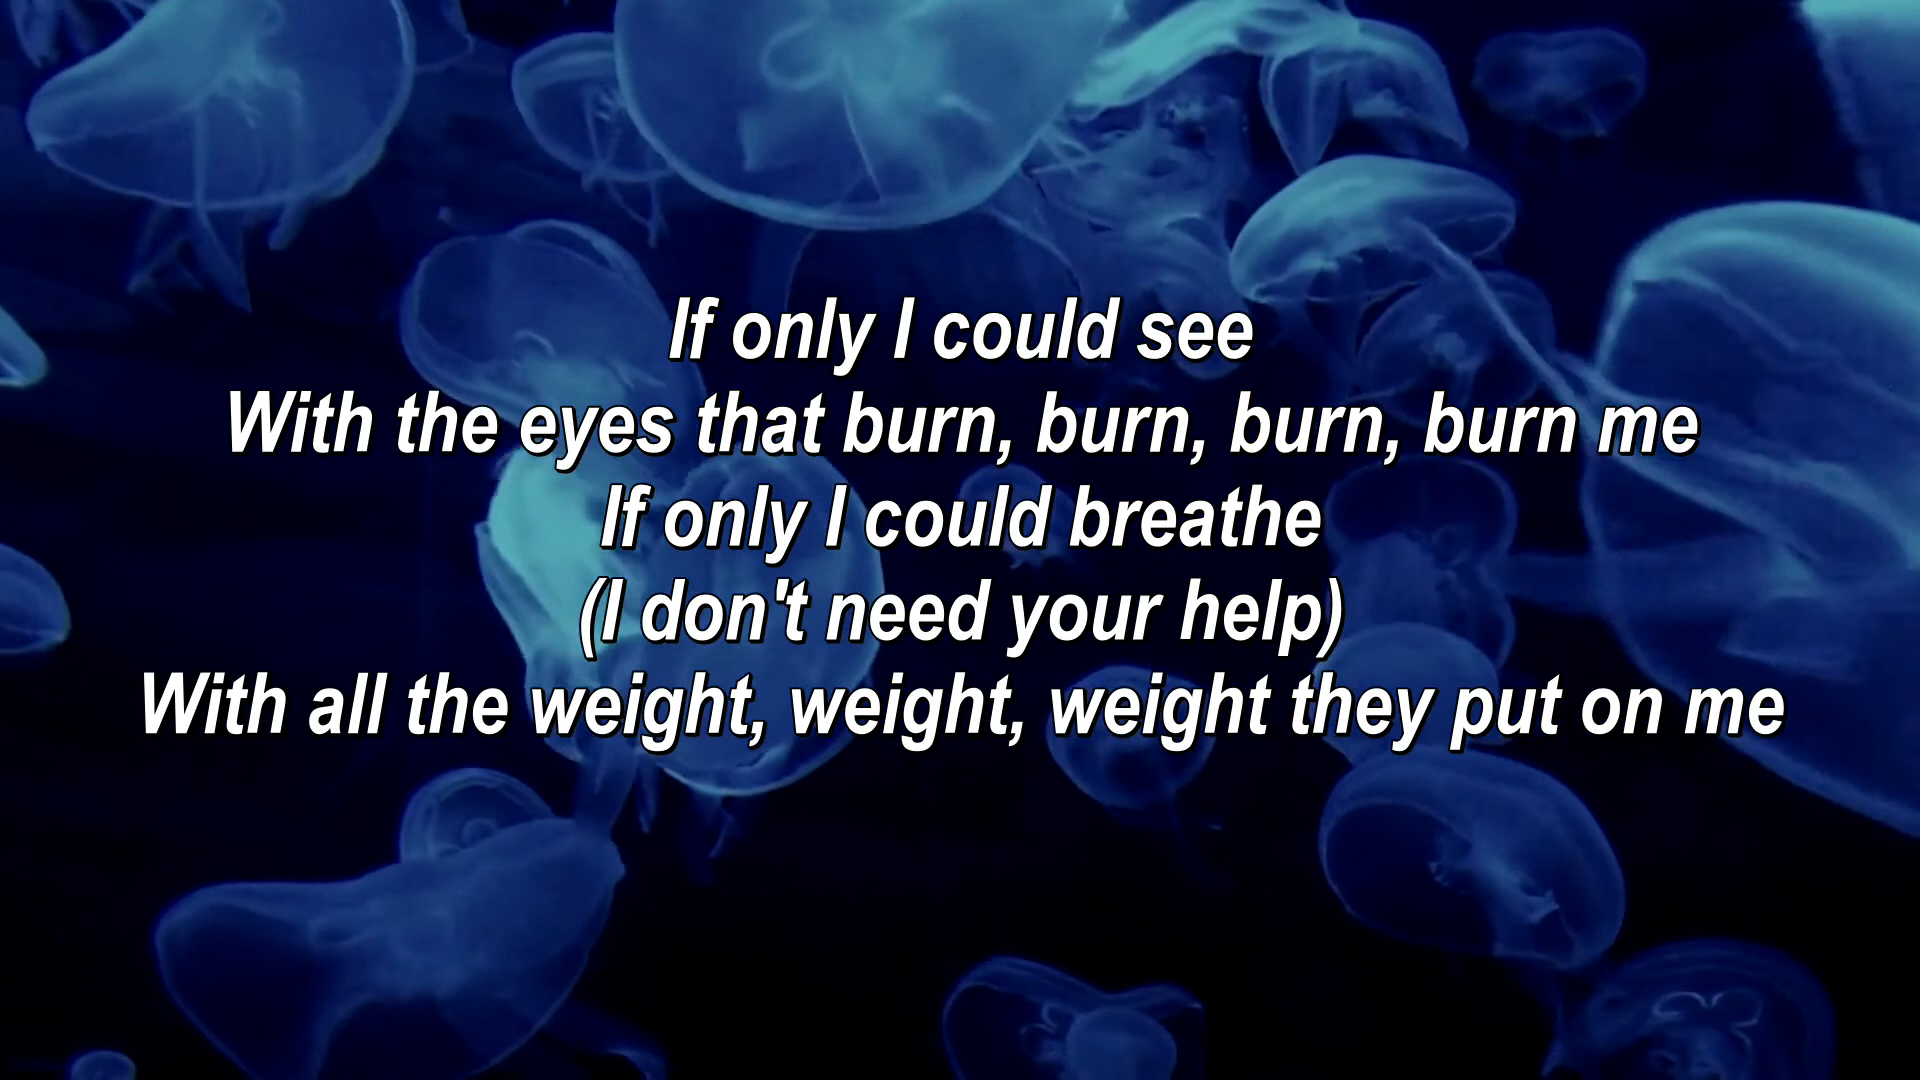 If only I could see
With the eyes that burn, burn, burn, burn me
If only I could breathe
(I don't need your help)
With all the weight, weight, weight they put on me